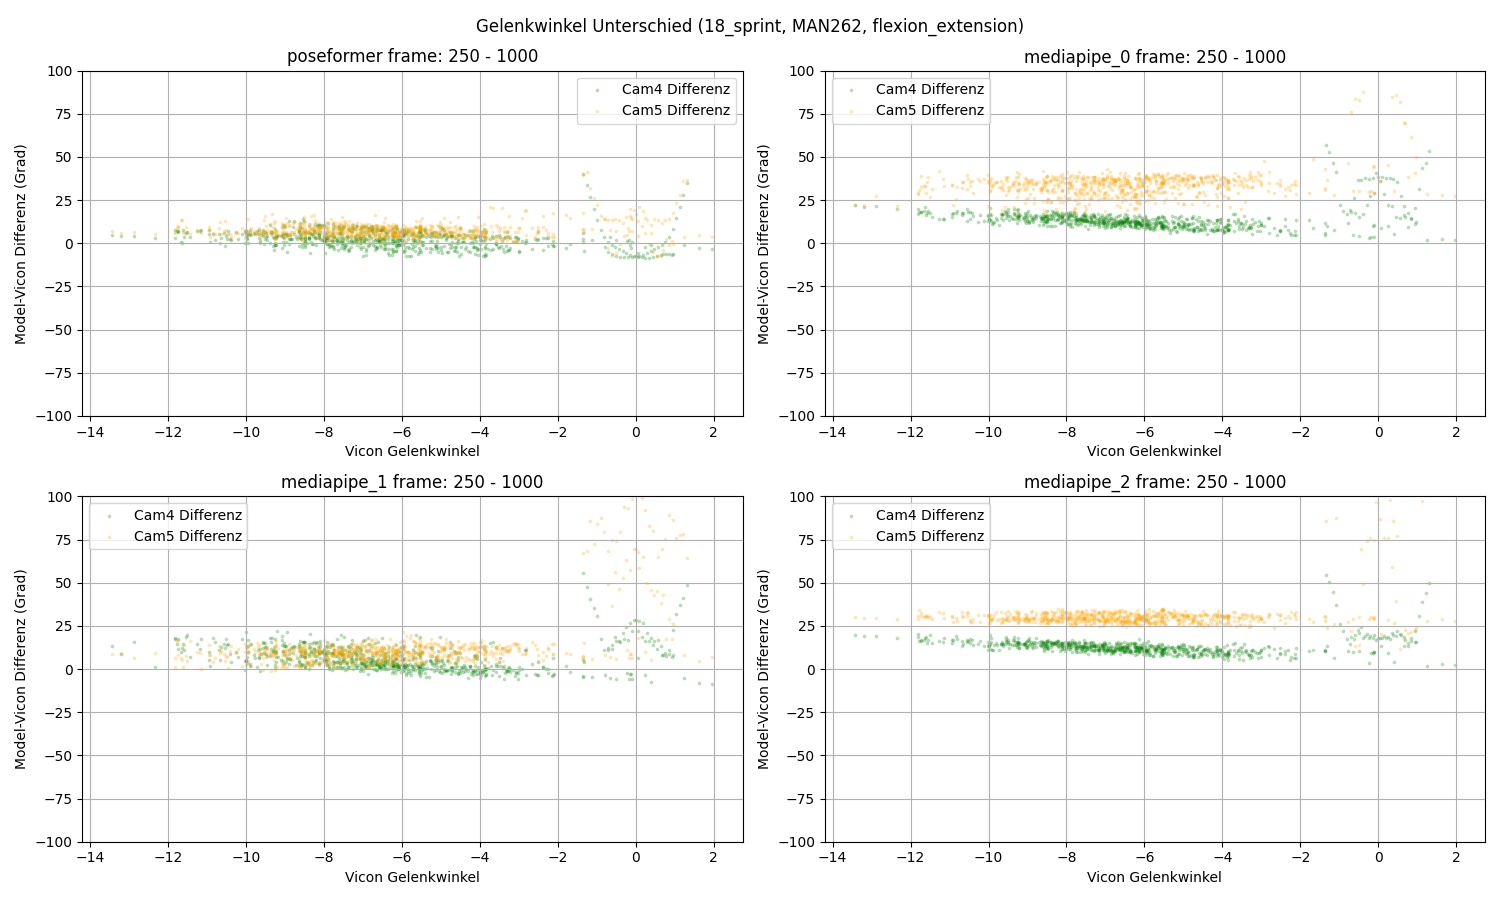 Gelenkwinkel Unterschied (18_sprint, MAN262, flexion_extension)
poseformer frame: 250 - 1000
100
75
50
25
0
−25
−50
−75
−100
Model-Vicon Differenz (Grad)
Cam4 Differenz
Cam5 Differenz
−14 −12 −10 −8 −6 −4 −2 0 2
Vicon Gelenkwinkel
mediapipe_0 frame: 250 - 1000
100
75
50
25
0
−25
−50
−75
−100
Model-Vicon Differenz (Grad)
Cam4 Differenz
Cam5 Differenz
−14 −12 −10 −8 −6 −4 −2 0 2
Vicon Gelenkwinkel
mediapipe_1 frame: 250 - 1000
100
75
50
25
0
−25
−50
−75
−100
Model-Vicon Differenz (Grad)
Cam4 Differenz
Cam5 Differenz
−14 −12 −10 −8 −6 −4 −2 0 2
Vicon Gelenkwinkel
mediapipe_2 frame: 250 - 1000
100
75
50
25
0
−25
−50
−75
−100
Model-Vicon Differenz (Grad)
Cam4 Differenz
Cam5 Differenz
−14 −12 −10 −8 −6 −4 −2 0 2
Vicon Gelenkwinkel